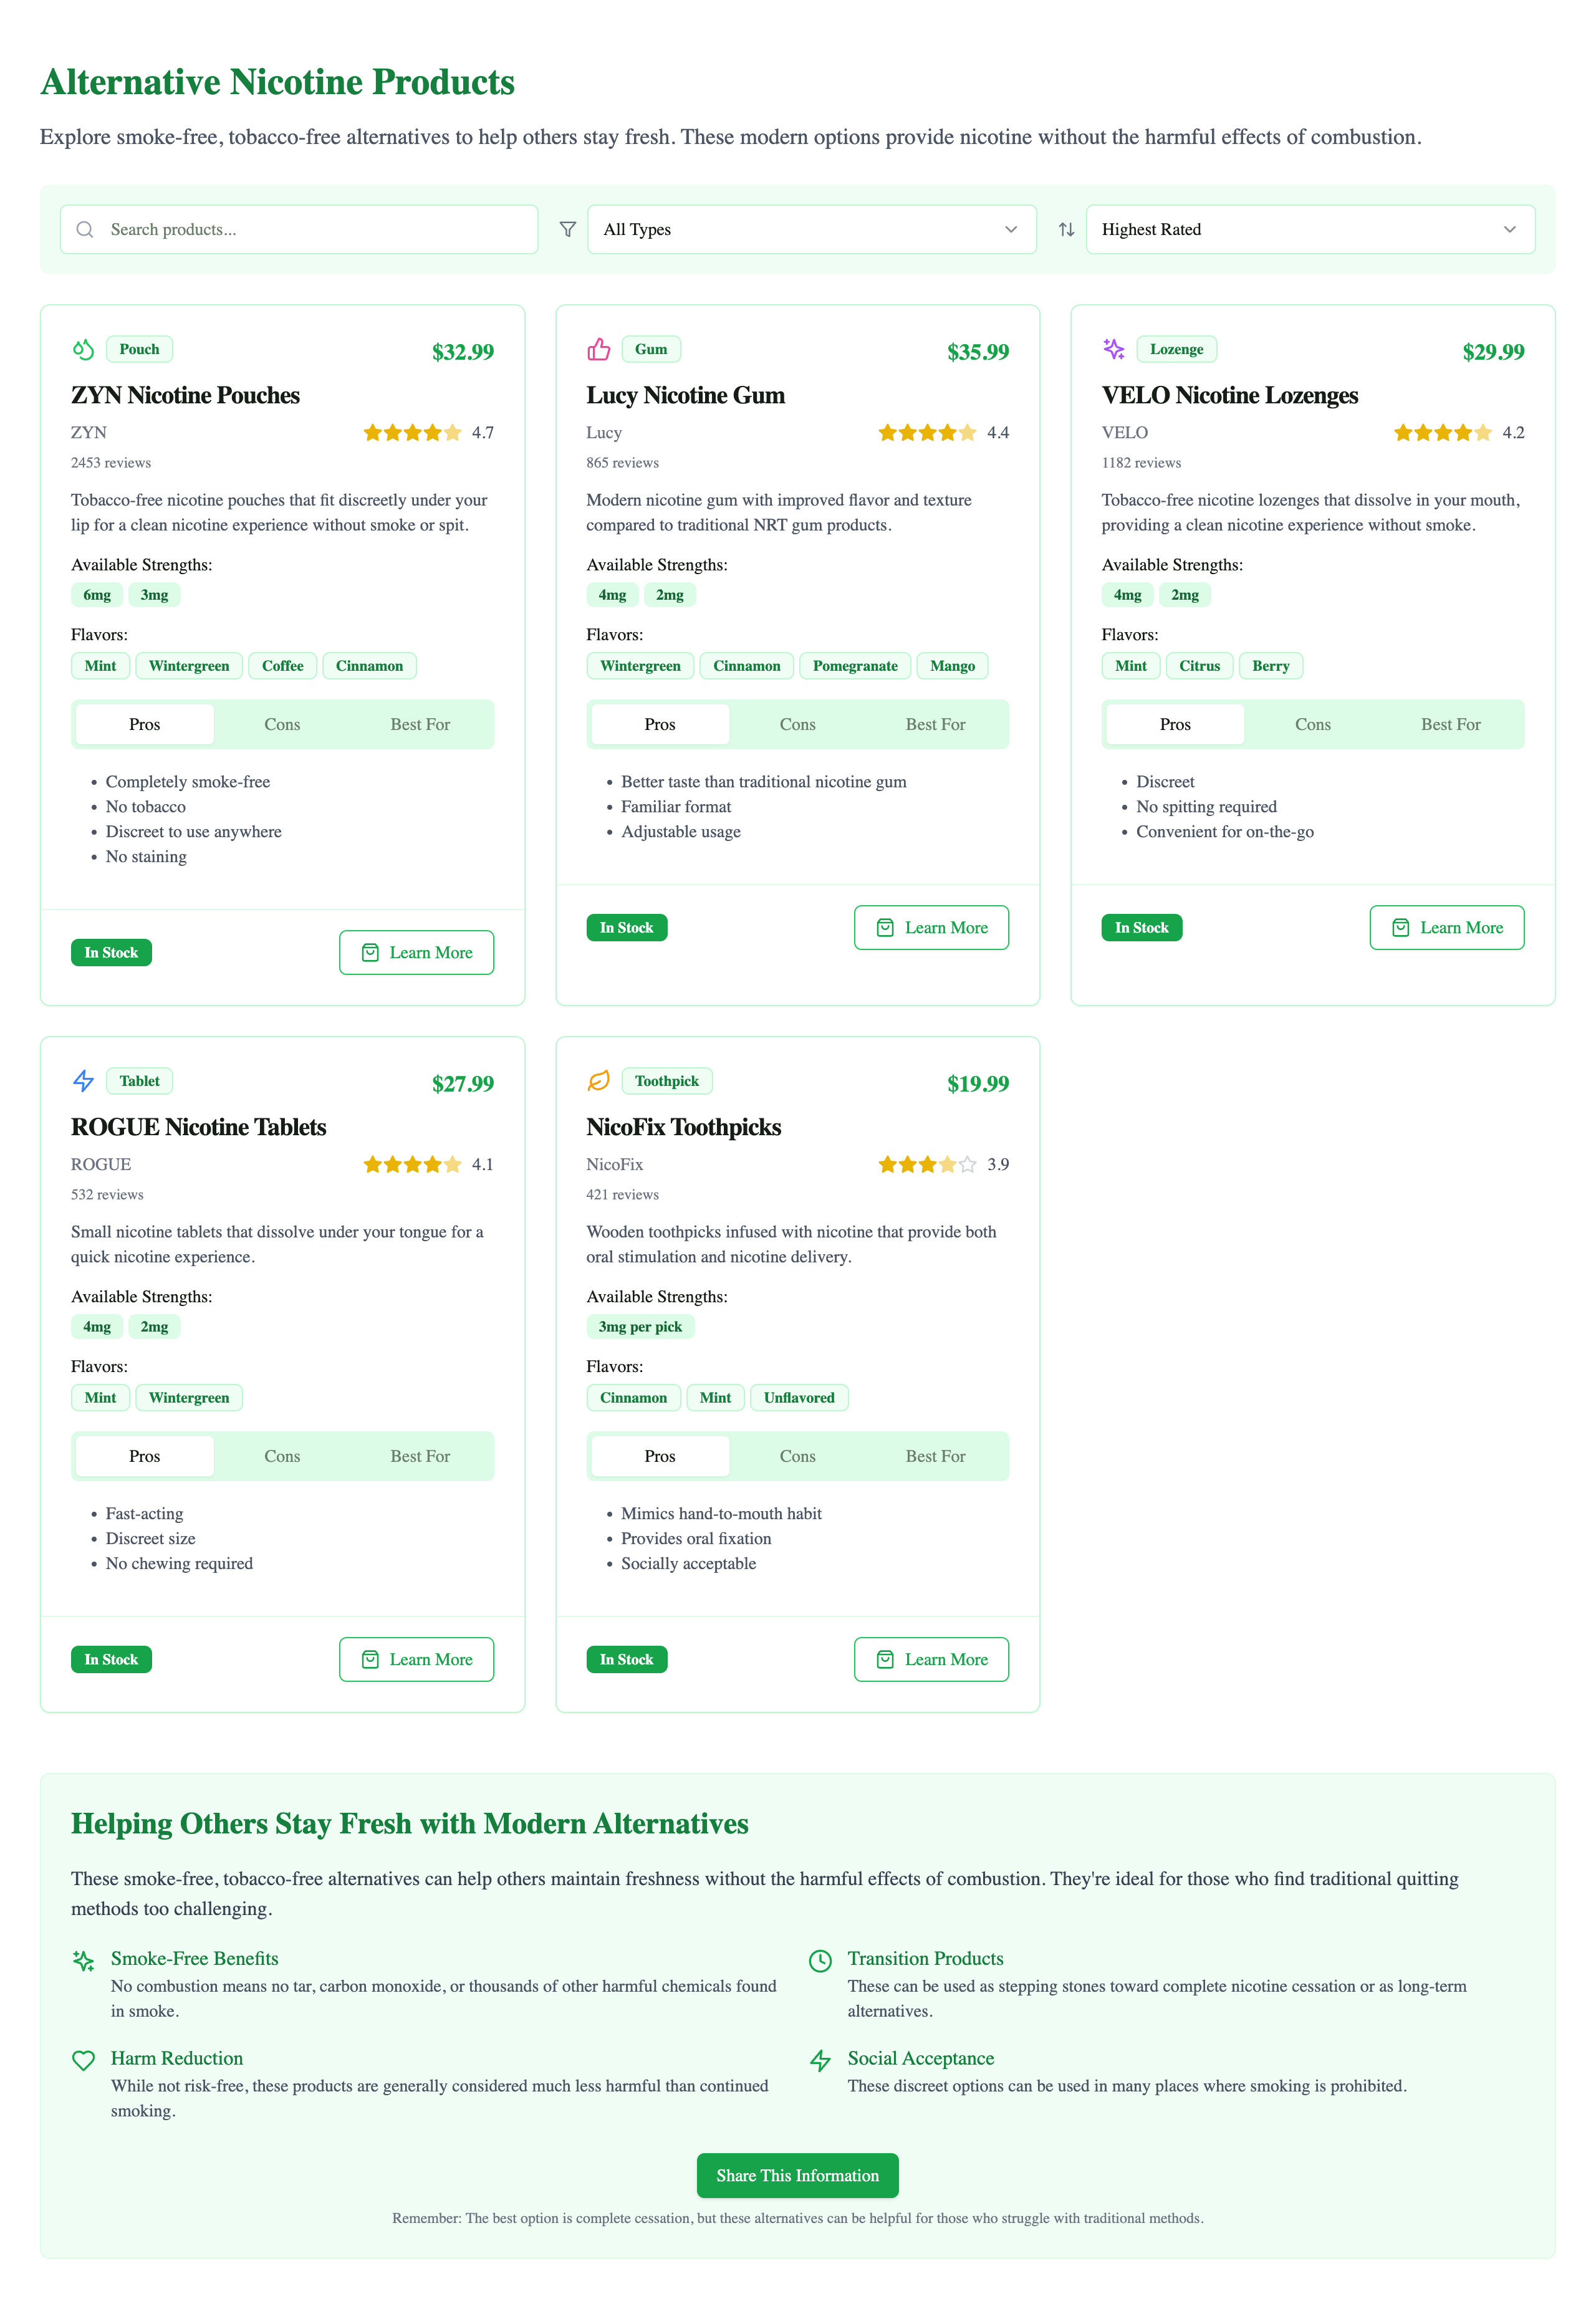 Alternative Nicotine Products
Explore smoke-free, tobacco-free alternatives to help others stay fresh. These modern options provide nicotine without the harmful effects of combustion.
Search products...
All Types
Highest Rated
Pouch
$32.99
ZYN Nicotine Pouches
ZYN
4.7
2453 reviews
Tobacco-free nicotine pouches that fit discreetly under your
lip for a clean nicotine experience without smoke or spit.
Available Strengths:
6mg 3mg
Flavors:
Mint Wintergreen Coffee Cinnamon
Pros Cons Best For
• Completely smoke-free
• No tobacco
• Discreet to use anywhere
• No staining
In Stock
Learn More
Gum
$35.99
Lucy Nicotine Gum
Lucy
4.4
865 reviews
Modern nicotine gum with improved flavor and texture
compared to traditional NRT gum products.
Available Strengths:
4mg 2mg
Flavors:
Wintergreen Cinnamon Pomegranate Mango
Pros Cons Best For
• Better taste than traditional nicotine gum
• Familiar format
• Adjustable usage
In Stock
Learn More
Lozenge
$29.99
VELO Nicotine Lozenges
VELO
4.2
1182 reviews
Tobacco-free nicotine lozenges that dissolve in your mouth,
providing a clean nicotine experience without smoke.
Available Strengths:
4mg 2mg
Flavors:
Mint Citrus Berry
Pros Cons Best For
• Discreet
• No spitting required
• Convenient for on-the-go
In Stock
Learn More
Tablet
$27.99
ROGUE Nicotine Tablets
ROGUE
4.1
532 reviews
Small nicotine tablets that dissolve under your tongue for a
quick nicotine experience.
Available Strengths:
4mg 2mg
Flavors:
Mint Wintergreen
Pros Cons Best For
• Fast-acting
• Discreet size
• No chewing required
In Stock
Learn More
Toothpick
$19.99
NicoFix Toothpicks
NicoFix
3.9
421 reviews
Wooden toothpicks infused with nicotine that provide both
oral stimulation and nicotine delivery.
Available Strengths:
3mg per pick
Flavors:
Cinnamon Mint Unflavored
Pros Cons Best For
• Mimics hand-to-mouth habit
• Provides oral fixation
• Socially acceptable
In Stock
Learn More
Helping Others Stay Fresh with Modern Alternatives
These smoke-free, tobacco-free alternatives can help others maintain freshness without the harmful effects of combustion. They're ideal for those who find traditional quitting
methods too challenging.
Smoke-Free Benefits
No combustion means no tar, carbon monoxide, or thousands of other harmful chemicals found
in smoke.
Transition Products
These can be used as stepping stones toward complete nicotine cessation or as long-term
alternatives.
Harm Reduction
While not risk-free, these products are generally considered much less harmful than continued
smoking.
Social Acceptance
These discreet options can be used in many places where smoking is prohibited.
Share This Information
Remember: The best option is complete cessation, but these alternatives can be helpful for those who struggle with traditional methods.